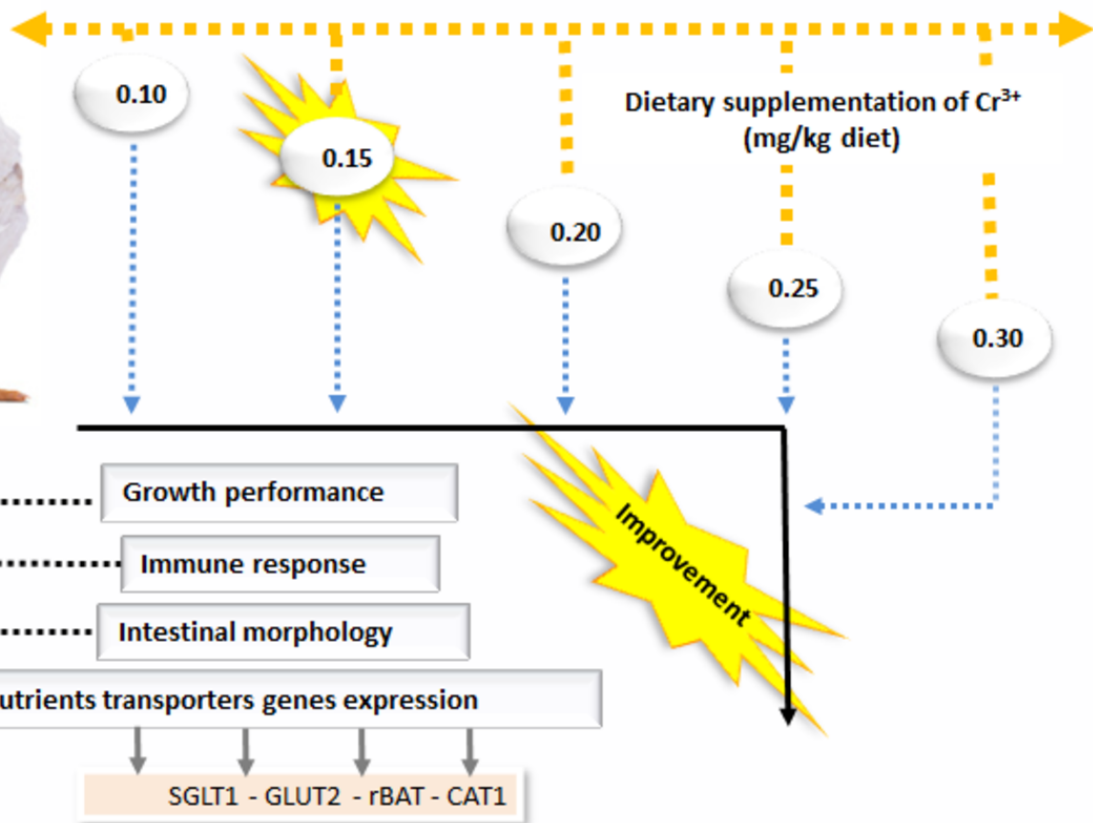 0.10
0.15
Dietary supplementation of Cr³⁺
(mg/kg diet)
0.20
0.25
0.30
Growth performance
Improvement
Immune response
Intestinal morphology
utrients transporters genes expression
SGLT1 - GLUT2 - rBAT - CAT1